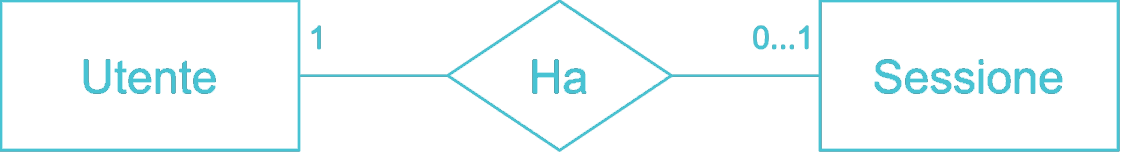 Utente
1
Ha
0...1
Sessione